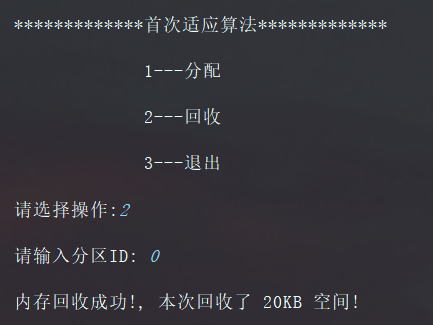 *************首次适应算法*************
1---分配
2---回收
3---退出
请选择操作:2
请输入分区ID: 0
内存回收成功!, 本次回收了 20KB 空间!